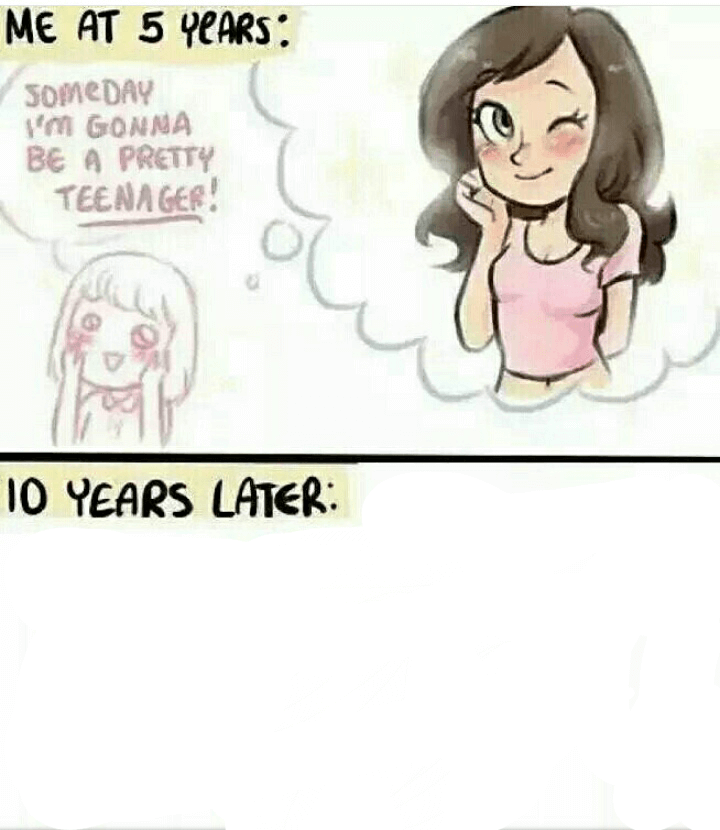 ME AT 5 YEARS:
SOMEDAY
I'M GONNA
BE A PRETTY
TEENAGER!
10 YEARS LATER: